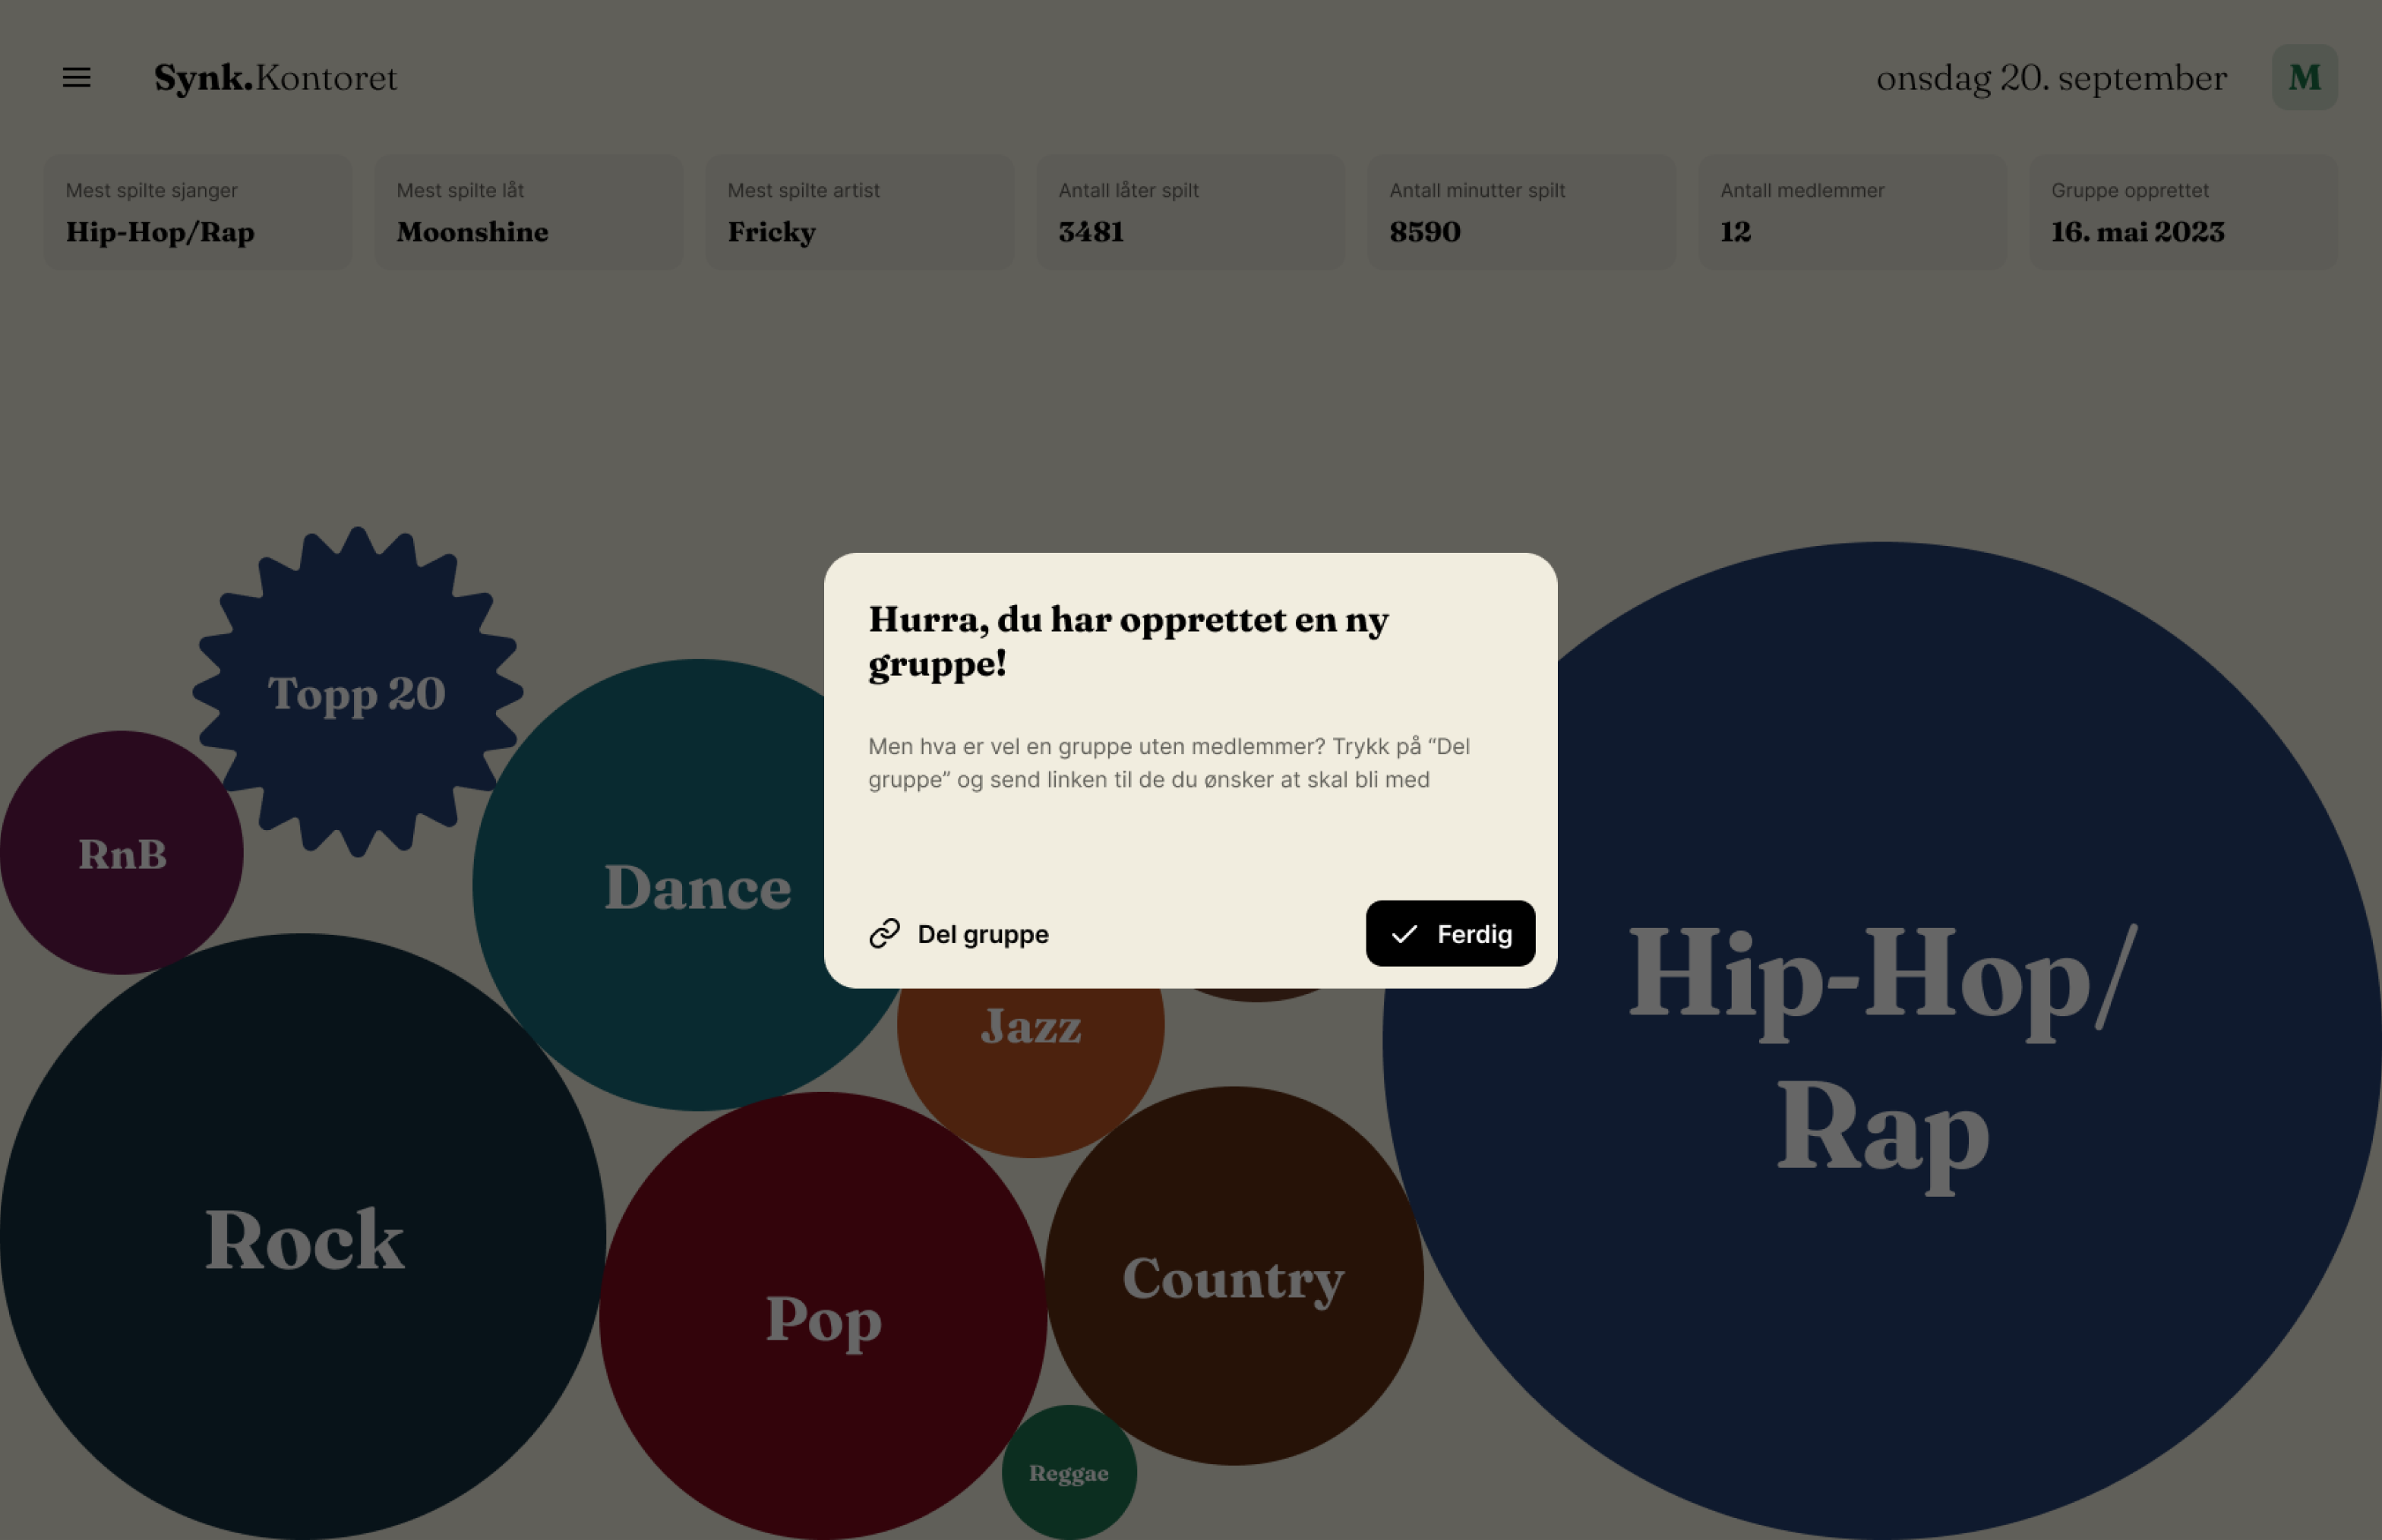 Synk.Kontoret
onsdag 20. september
M
Mest spilte sjanger
Hip-Hop/Rap
Mest spilte låt
Moonshine
Mest spilte artist
Fricky
Antall låter spilt
3481
Antall minutter spilt
8590
Antall medlemmer
12
Gruppe opprettet
16. mai 2023
Topp 20
RnB
Dance
Hurra, du har opprettet en ny
gruppe!
Men hva er vel en gruppe uten medlemmer? Trykk på “Del
gruppe” og send linken til de du ønsker at skal bli med
Del gruppe
Ferdig
Jazz
Hip-Hop/
Rap
Rock
Pop
Country
Reggae